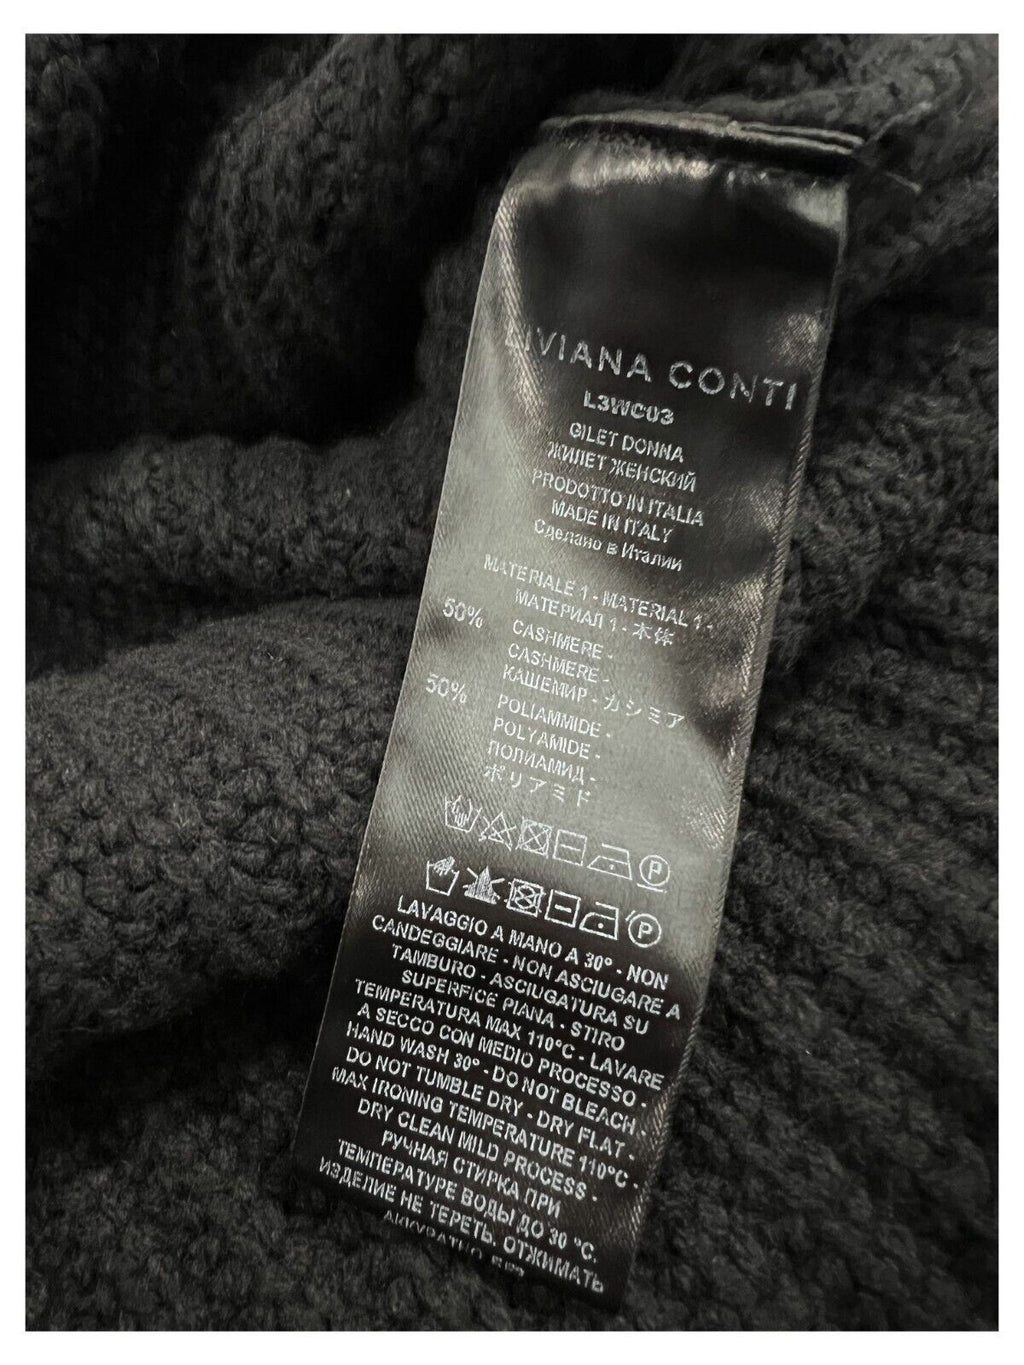 LIVIANA CONTI
L3WC03
GILET DONNA
ЖИЛЕТ ЖЕНСКИЙ
PRODOTTO IN ITALIA
MADE IN ITALY
Сделано в Италии
MATERIALE 1 - MATERIAL 1 -
МАТЕРИАЛ 1 - 本体
50% CASHMERE -
CASHMERE -
КАШЕМИР - カシミア
50% POLIAMMIDE -
POLYAMIDE -
ПОЛИАМИД -
ポリアミド
P
P
LAVAGGIO A MANO A 30° - NON
CANDEGGIARE - NON ASCIUGARE A
TAMBURO - ASCIUGATURA SU
SUPERFICE PIANA - STIRO
TEMPERATURA MAX 110°C - LAVARE
A SECCO CON MEDIO PROCESSO -
HAND WASH 30° - DO NOT BLEACH -
DO NOT TUMBLE DRY - DRY FLAT -
MAX IRONING TEMPERATURE 110°C -
DRY CLEAN MILD PROCESS -
РУЧНАЯ СТИРКА ПРИ
ТЕМПЕРАТУРЕ ВОДЫ ДО 30 °C.
ИЗДЕЛИЕ НЕ ТЕРЕТЬ, ОТЖИМАТЬ
АККУРАТНО, БЕЗ